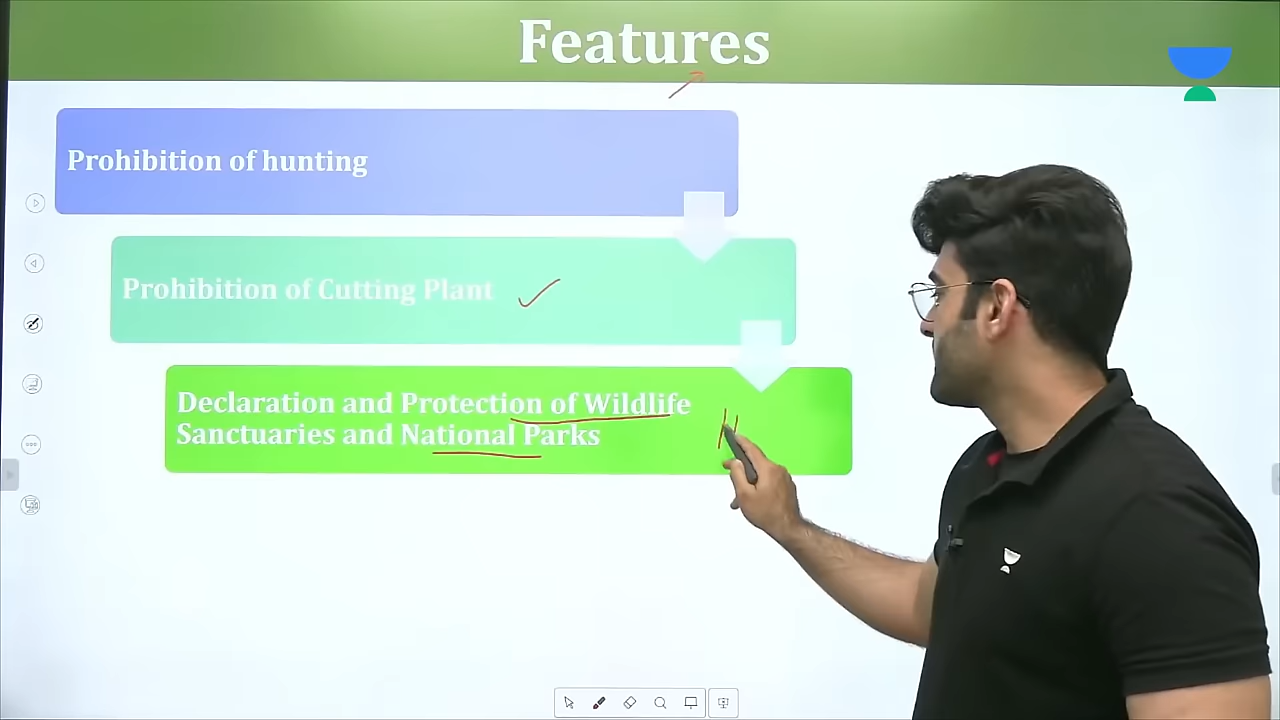 Features
Prohibition of hunting
Prohibition of Cutting Plant
Declaration and Protection of Wildlife
Sanctuaries and National Parks